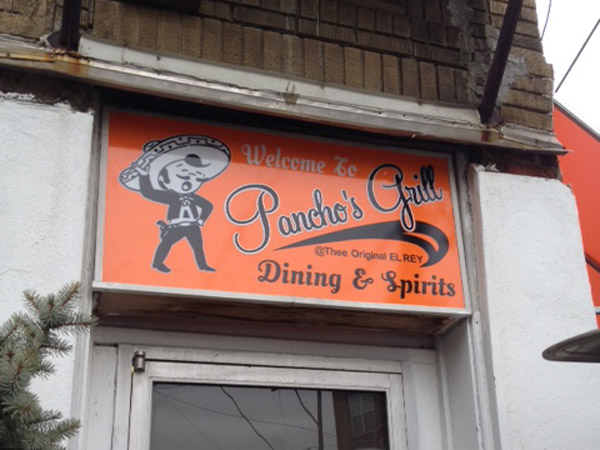 Welcome To
Pancho's Grill
@Thee Original EL REY
Dining & Spirits